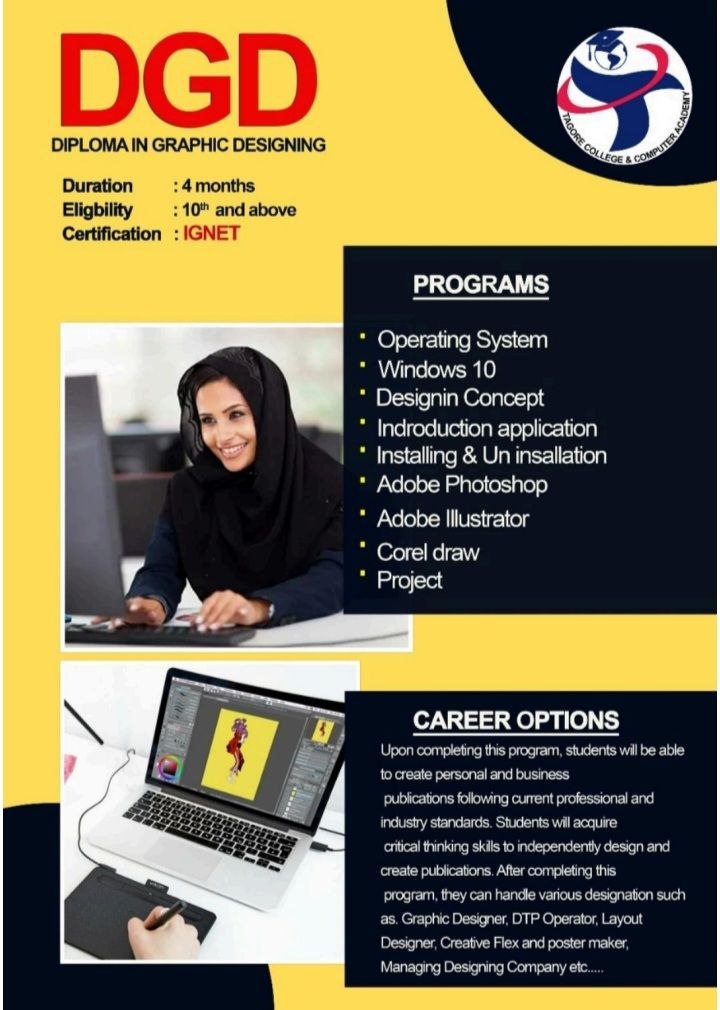 DGD
DIPLOMA IN GRAPHIC DESIGNING
Duration : 4 months
Eligbility : 10th and above
Certification : IGNET
TAGORE COLLEGE & COMPUTER ACADEMY
PROGRAMS
Operating System
Windows 10
Designin Concept
Indroduction application
Installing & Un insallation
Adobe Photoshop
Adobe Illustrator
Corel draw
Project
CAREER OPTIONS
Upon completing this program, students will be able
to create personal and business
publications following current professional and
industry standards. Students will acquire
critical thinking skills to independently design and
create publications. After completing this
program, they can handle various designation such
as. Graphic Designer, DTP Operator, Layout
Designer, Creative Flex and poster maker,
Managing Designing Company etc.....